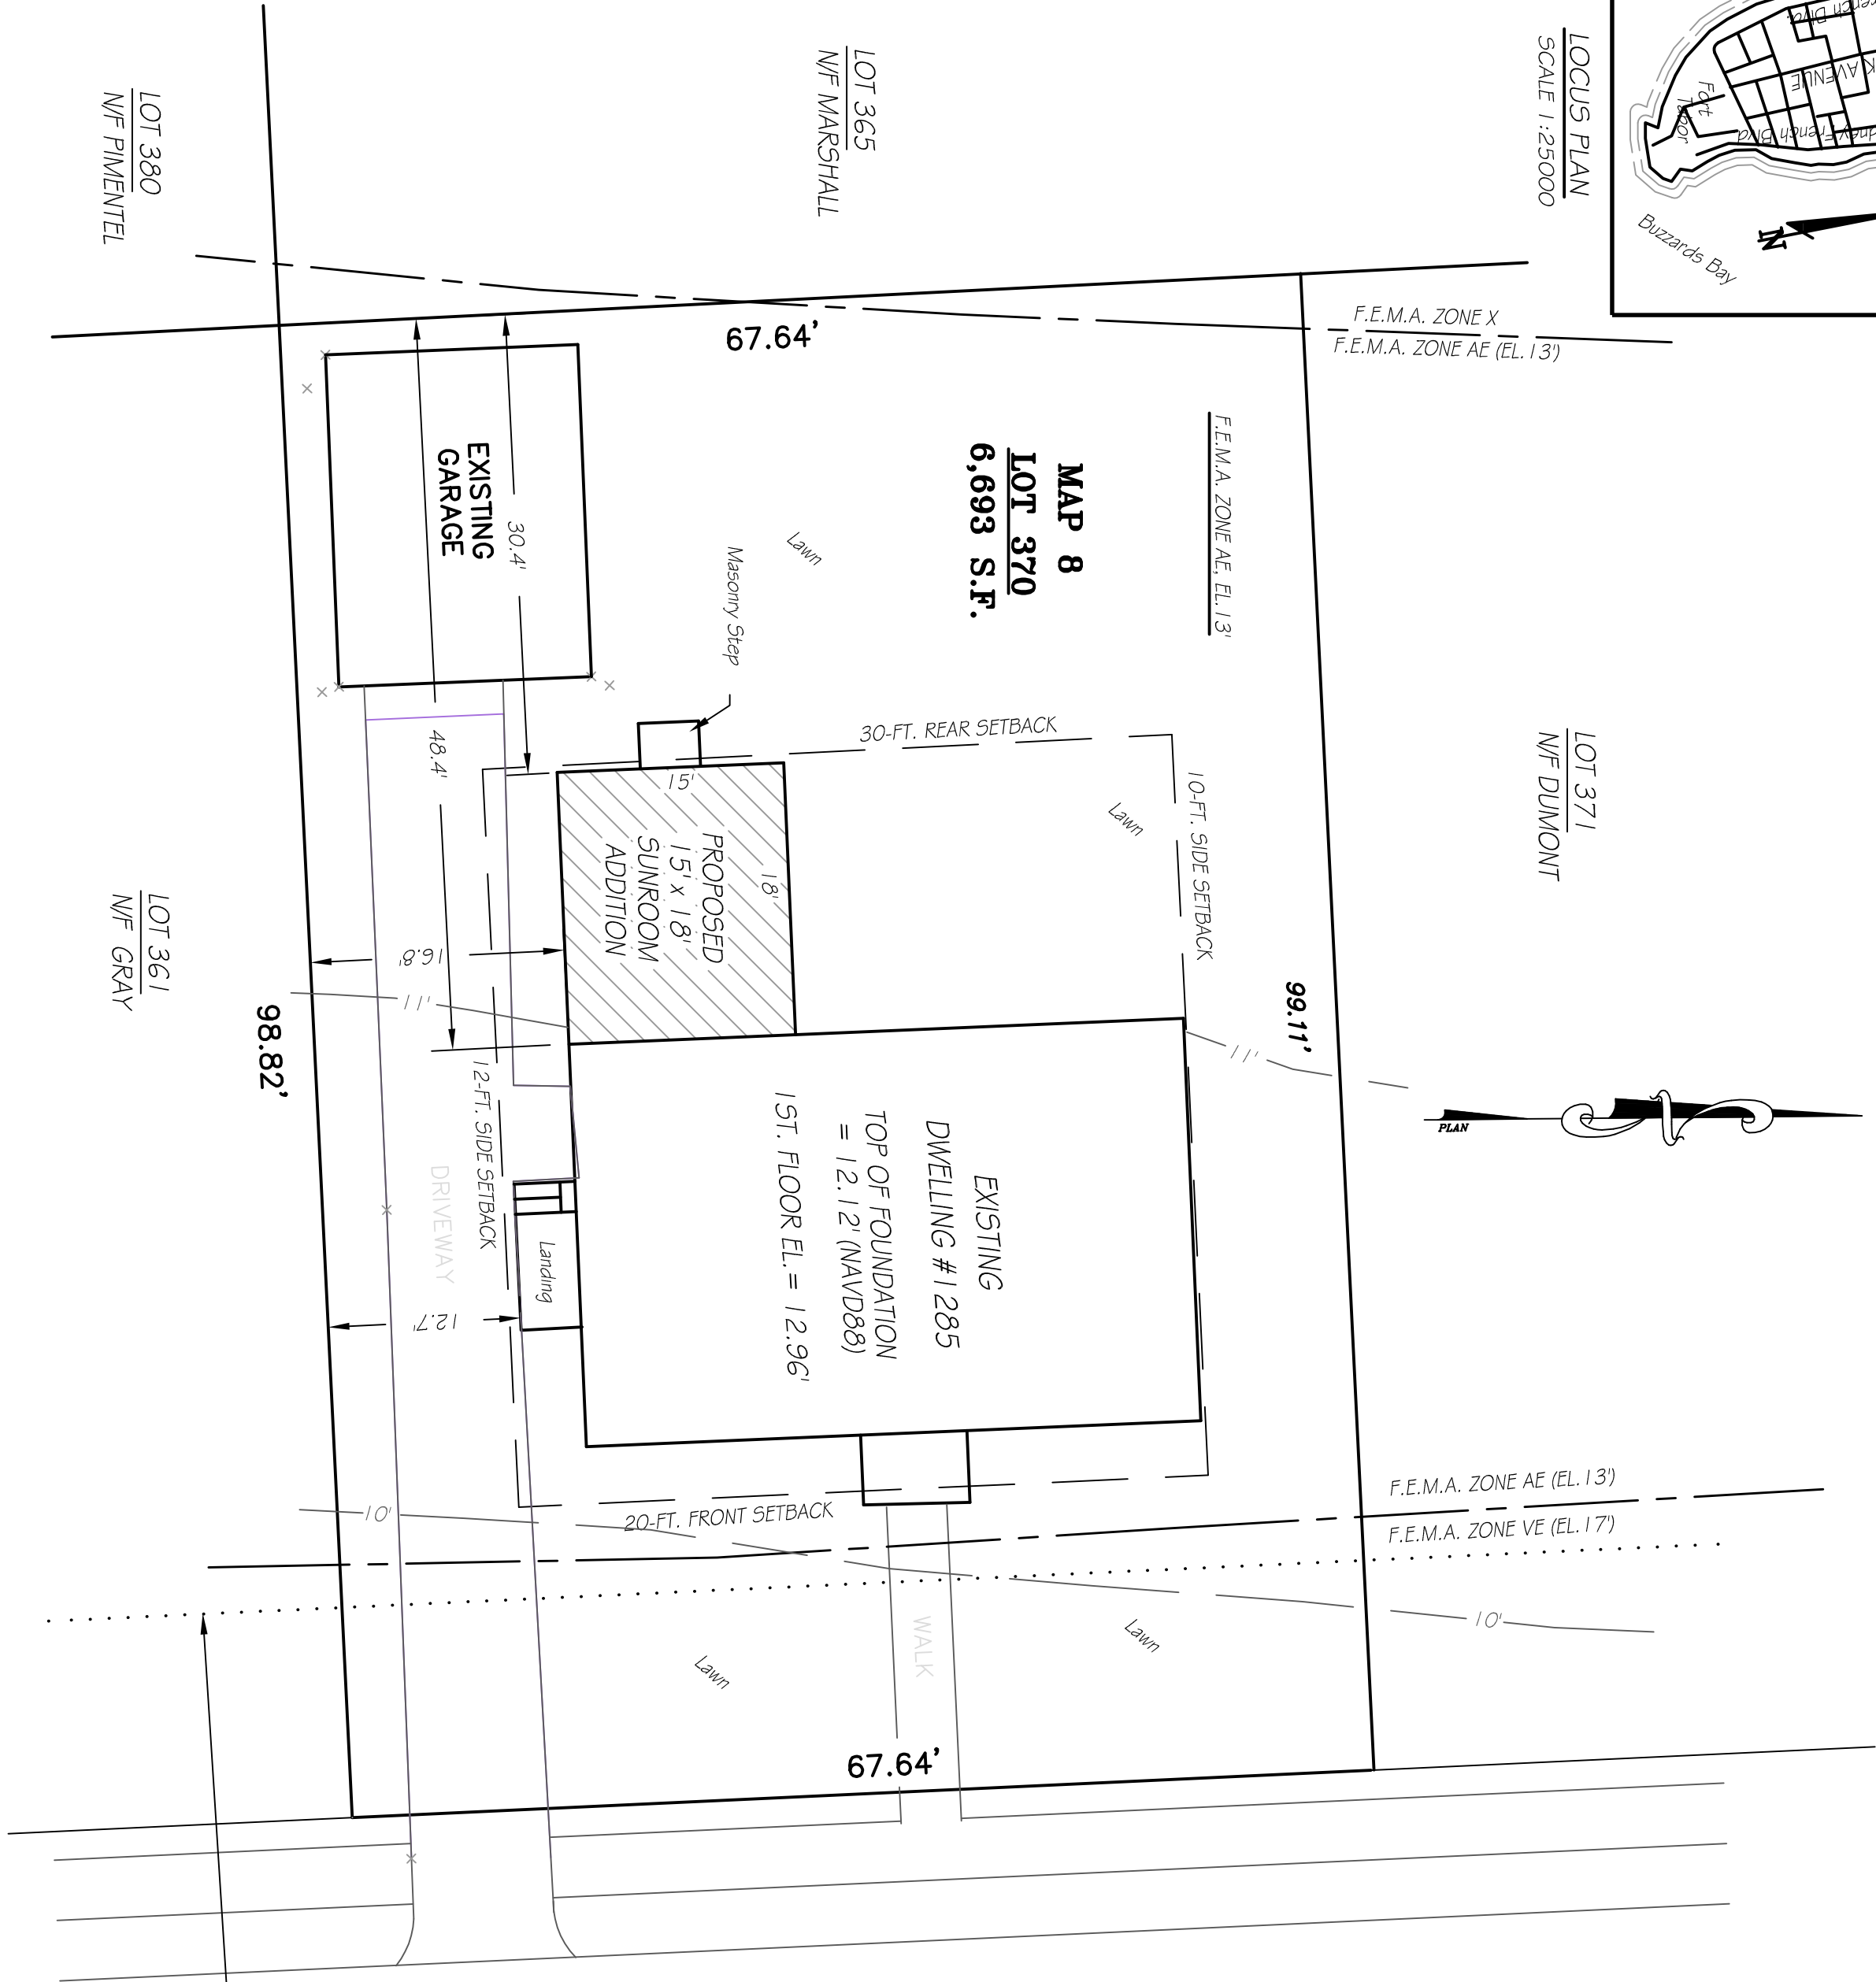 LOCUS PLAN
SCALE 1:25000
Fort
Tabor
Buzzards Bay
N
AVENUE
French Blvd
LOT 380
N/F PIMENTEL
LOT 365
N/F MARSHALL
F.E.M.A. ZONE X
F.E.M.A. ZONE AE (EL.13')
67.64'
F.E.M.A. ZONE AE, EL.13'
MAP 8
LOT 370
6,693 S.F.
EXISTING
GARAGE
30.4'
48.4'
Lawn
Masonry Step
30-FT. REAR SETBACK
10-FT. SIDE SETBACK
Lawn
LOT 371
N/F DUMONT
15'
18'
PROPOSED
15' x 18'
SUNROOM
ADDITION
16.8'
11'
LOT 361
N/F GRAY
98.82'
99.11'
11'
PLAN
12-FT. SIDE SETBACK
DRIVEWAY
Landing
12.7'
EXISTING
DWELLING #1285
TOP OF FOUNDATION
= 12.12' (NAVD88)
1ST. FLOOR EL.= 12.96'
10'
20-FT. FRONT SETBACK
F.E.M.A. ZONE AE (EL.13')
F.E.M.A. ZONE VE (EL.17')
10'
WALK
Lawn
Lawn
67.64'